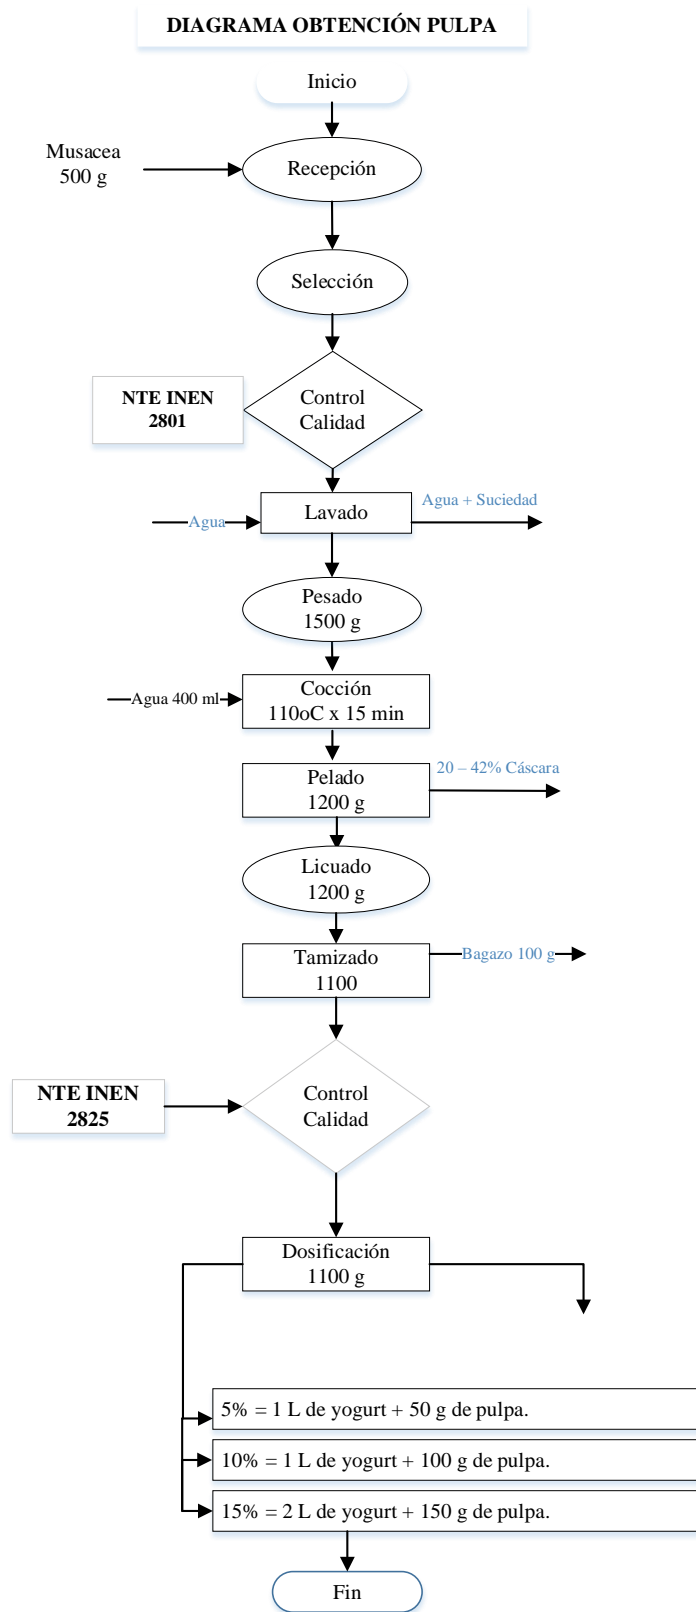 DIAGRAMA OBTENCIÓN PULPA
Inicio
Musacea
500 g
Recepción
Selección
NTE INEN
2801
Control
Calidad
Agua
Lavado
Agua + Suciedad
Pesado
1500 g
Agua 400 ml
Cocción
110oC x 15 min
Pelado
1200 g
20 – 42% Cáscara
Licuado
1200 g
Tamizado
1100
Bagazo 100 g
NTE INEN
2825
Control
Calidad
Dosificación
1100 g
5% = 1 L de yogurt + 50 g de pulpa.
10% = 1 L de yogurt + 100 g de pulpa.
15% = 2 L de yogurt + 150 g de pulpa.
Fin